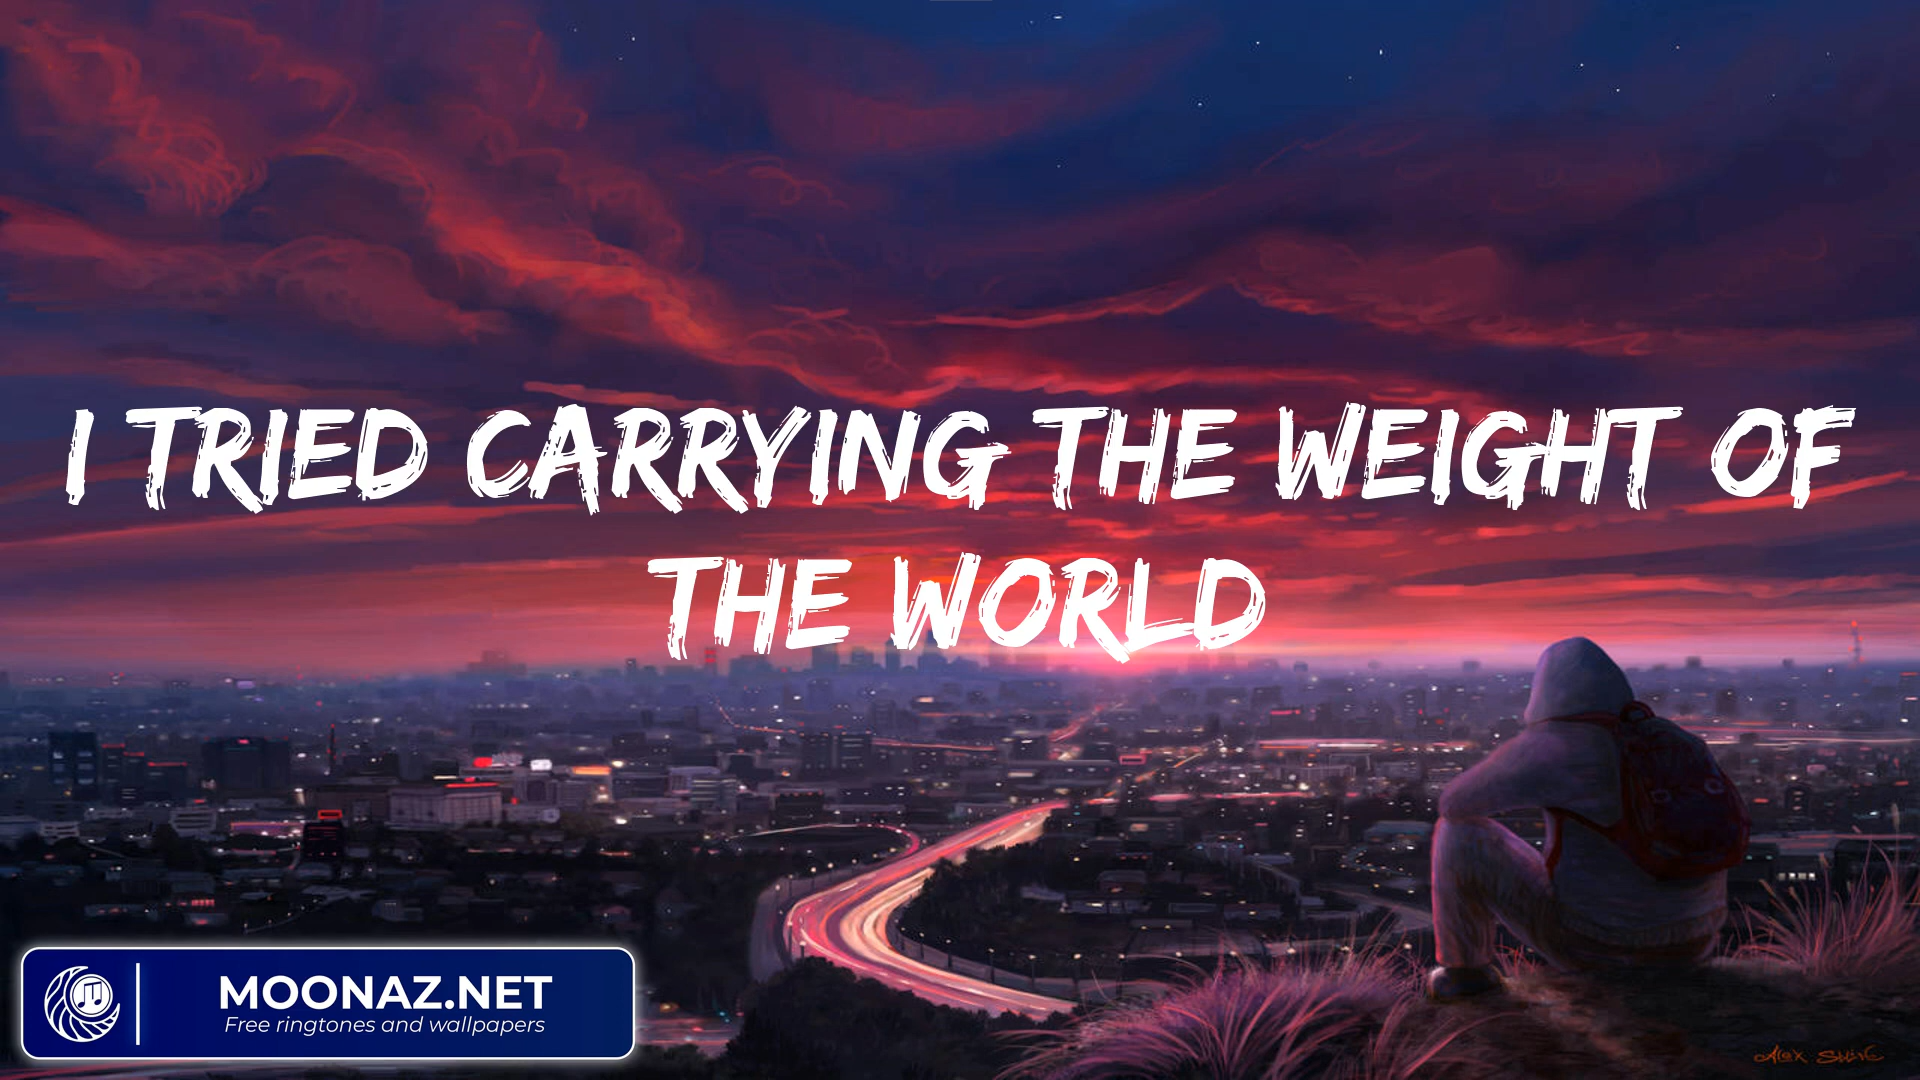 I TRIED CARRYING THE WEIGHT OF
THE WORLD
MOONAZ.NET
Free ringtones and wallpapers